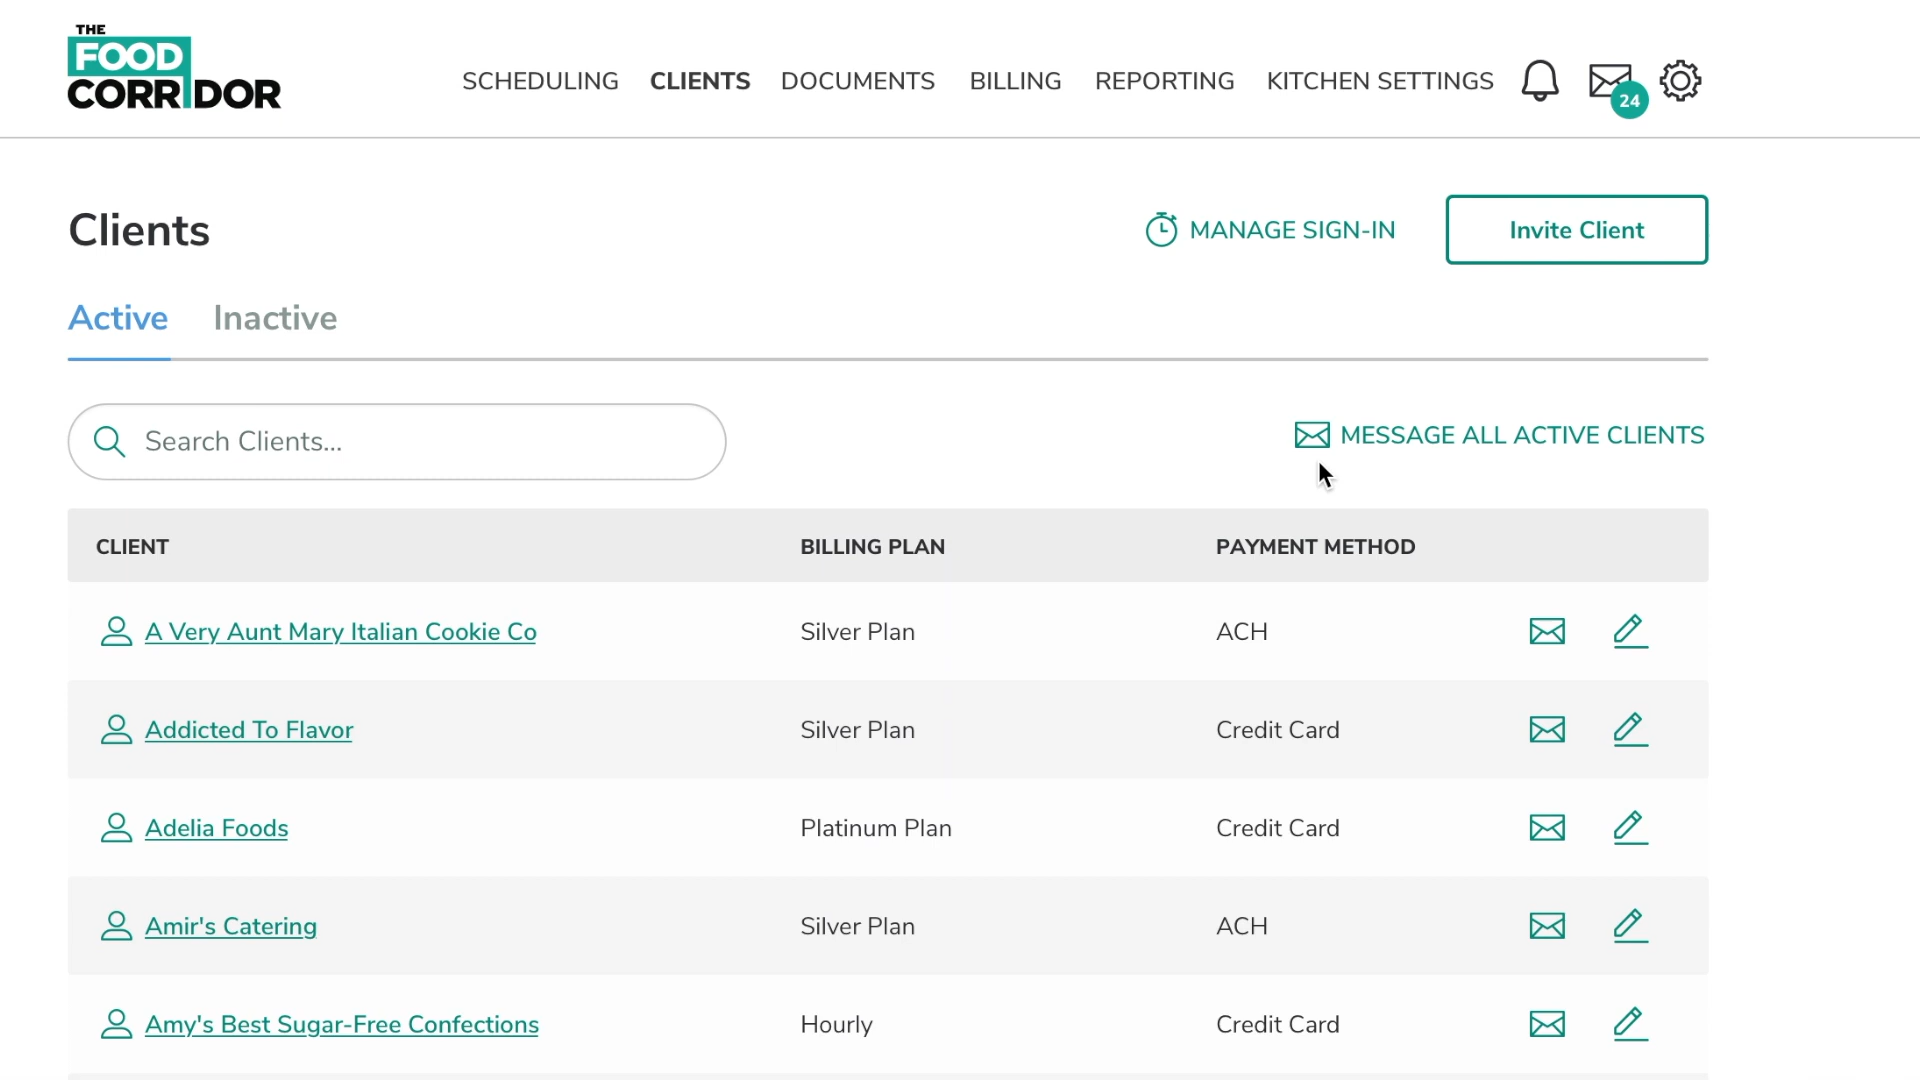 THE
FOOD
CORRIDOR
SCHEDULING CLIENTS DOCUMENTS BILLING REPORTING KITCHEN SETTINGS 24
Clients MANAGE SIGN-IN Invite Client
Active Inactive
Search Clients... MESSAGE ALL ACTIVE CLIENTS
CLIENT BILLING PLAN PAYMENT METHOD
A Very Aunt Mary Italian Cookie Co Silver Plan ACH
Addicted To Flavor Silver Plan Credit Card
Adelia Foods Platinum Plan Credit Card
Amir's Catering Silver Plan ACH
Amy's Best Sugar-Free Confections Hourly Credit Card